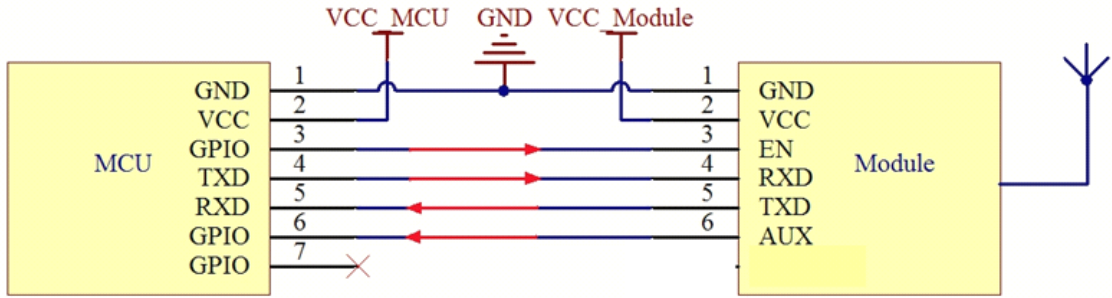 VCC_MCU GND VCC_Module
1 1
GND GND
2 2
VCC VCC
3 3
GPIO EN
MCU Module
4 4
TXD RXD
5 5
RXD TXD
6 6
GPIO AUX
7
GPIO